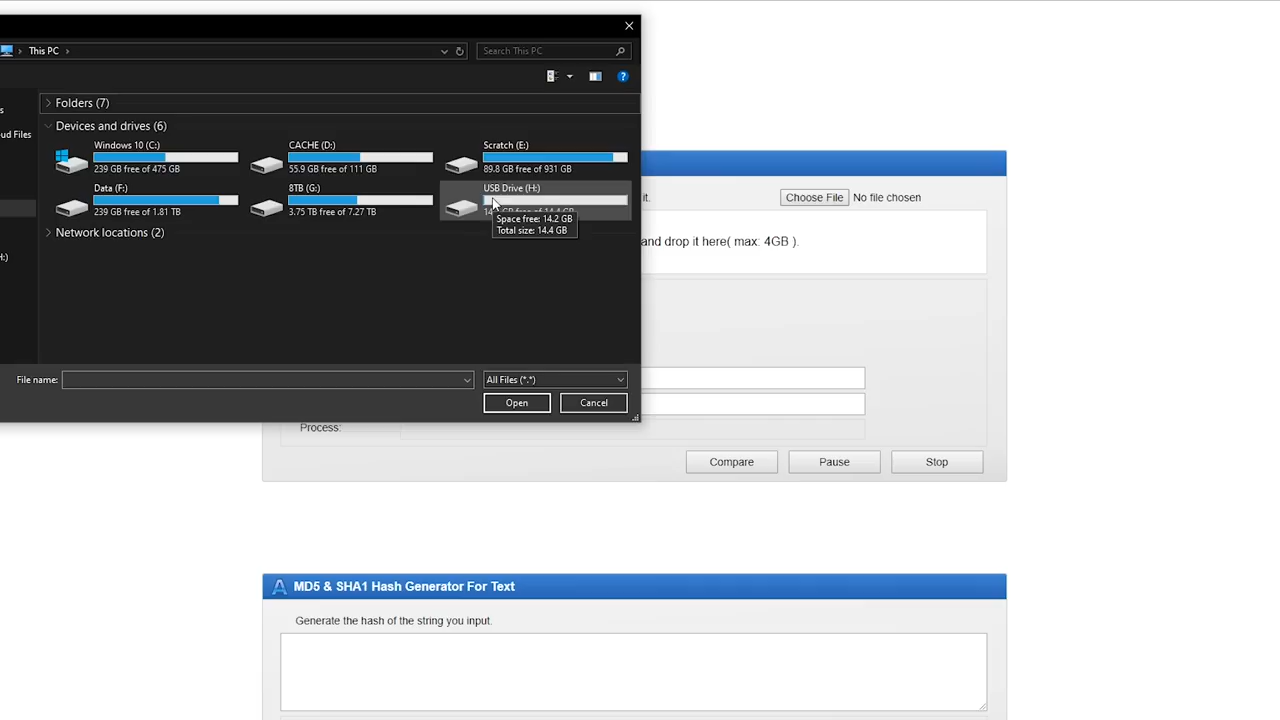 This PC
Search This PC
Folders (7)
Devices and drives (6)
Windows 10 (C:)
239 GB free of 475 GB
CACHE (D:)
55.9 GB free of 111 GB
Scratch (E:)
89.8 GB free of 931 GB
Data (F:)
239 GB free of 1.81 TB
8TB (G:)
3.75 TB free of 7.27 TB
USB Drive (H:)
Space free: 14.2 GB
Total size: 14.4 GB
Network locations (2)
s
oud Files
H:)
File name:
All Files (*.*)
Open
Cancel
it.
Choose File
No file chosen
and drop it here( max: 4GB ).
Process:
Compare
Pause
Stop
MD5 & SHA1 Hash Generator For Text
Generate the hash of the string you input.